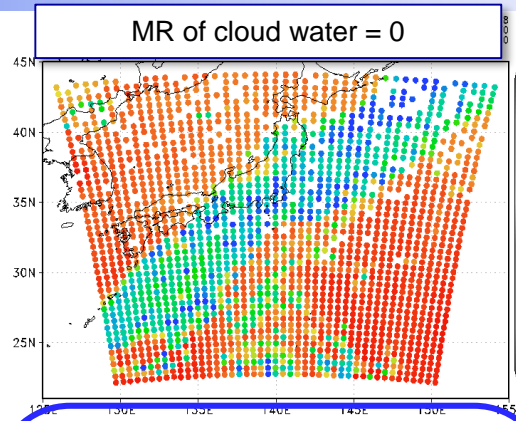 MR of cloud water = 0
45N
40N
35N
30N
25N
130E
135E
140E
145E
150E